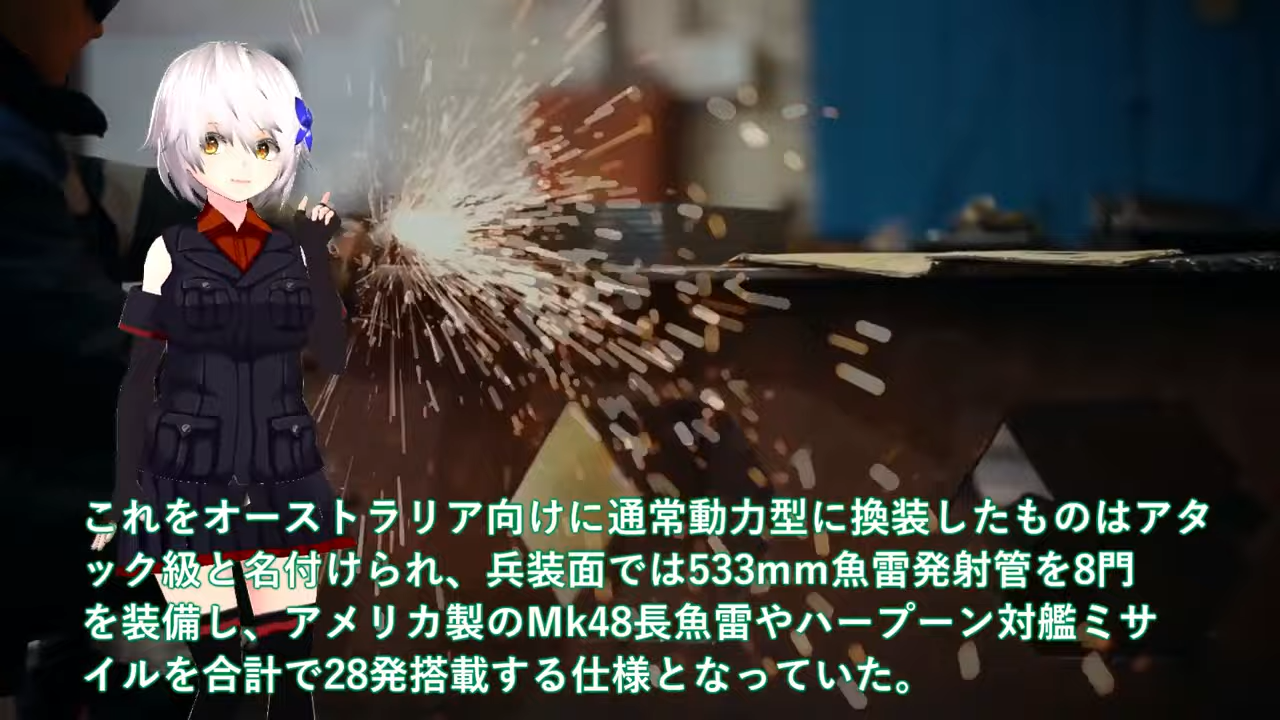 これをオーストラリア向けに通常動力型に換装したものはアタ
ック級と名付けられ、兵装面では533mm魚雷発射管を8門
を装備し、アメリカ製のMk48長魚雷やハープーン対艦ミサ
イルを合計で28発搭載する仕様となっていた。